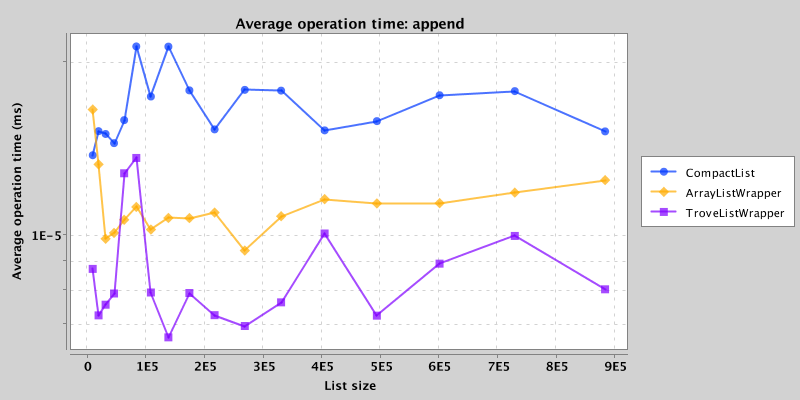 Average operation time: append
Average operation time (ms)
1E-5
0 1E5 2E5 3E5 4E5 5E5 6E5 7E5 8E5 9E5
List size
CompactList
ArrayListWrapper
TroveListWrapper